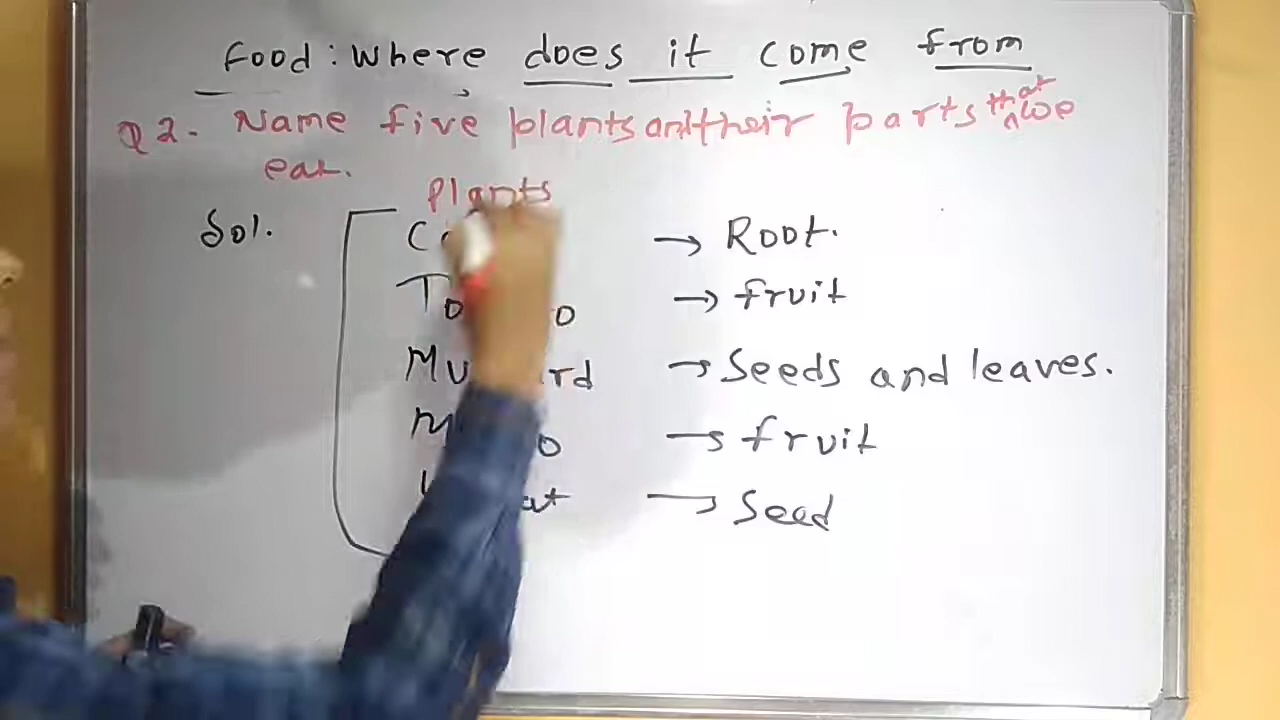 Food: Where does it come from
Q2. Name five plants and their parts that we
eat.
Plants
Sol.
→ Root.
→ fruit
→ Seeds and leaves.
→ fruit
→ Seed